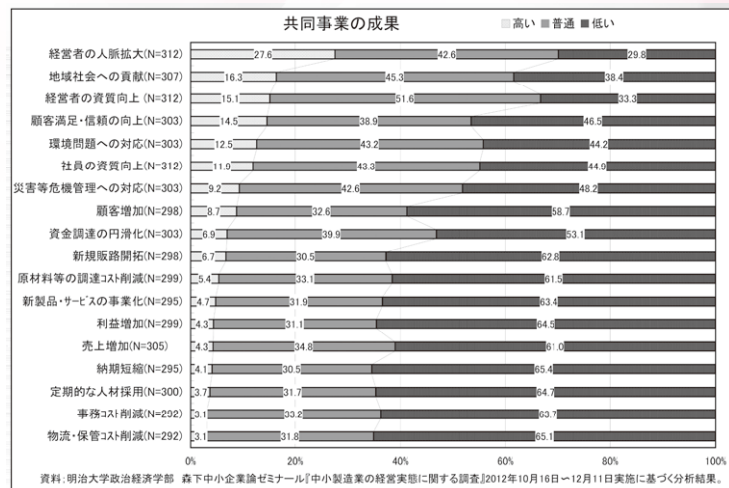 共同事業の成果
高い 普通 低い
経営者の人脈拡大(N=312) 27.6 42.6 29.8
地域社会への貢献(N=307) 16.3 45.3 38.4
経営者の資質向上(N=312) 15.1 51.6 33.3
顧客満足・信頼の向上(N=303) 14.5 38.9 46.5
環境問題への対応(N=303) 12.5 43.2 44.2
社員の資質向上(N=312) 11.9 43.3 44.9
災害等危機管理への対応(N=303) 9.2 42.6 48.2
顧客増加(N=298) 8.7 32.6 58.7
資金調達の円滑化(N=303) 6.9 39.9 53.1
新規販路開拓(N=298) 6.7 30.5 62.8
原材料等の調達コスト削減(N=299) 5.4 33.1 61.5
新製品・サービスの事業化(N=295) 4.7 31.9 63.4
利益増加(N=299) 4.3 31.1 64.5
売上増加(N=305) 4.3 34.8 61.0
納期短縮(N=295) 4.1 30.5 65.4
定期的な人材採用(N=300) 3.7 31.7 64.7
事務コスト削減(N=292) 3.1 33.2 63.7
物流・保管コスト削減(N=292) 3.1 31.8 65.1
0% 20% 40% 60% 80% 100%
資料:明治大学政治経済学部 森下中小企業論ゼミナール『中小製造業の経営実態に関する調査』2012年10月16日〜12月11日実施に基づく分析結果。